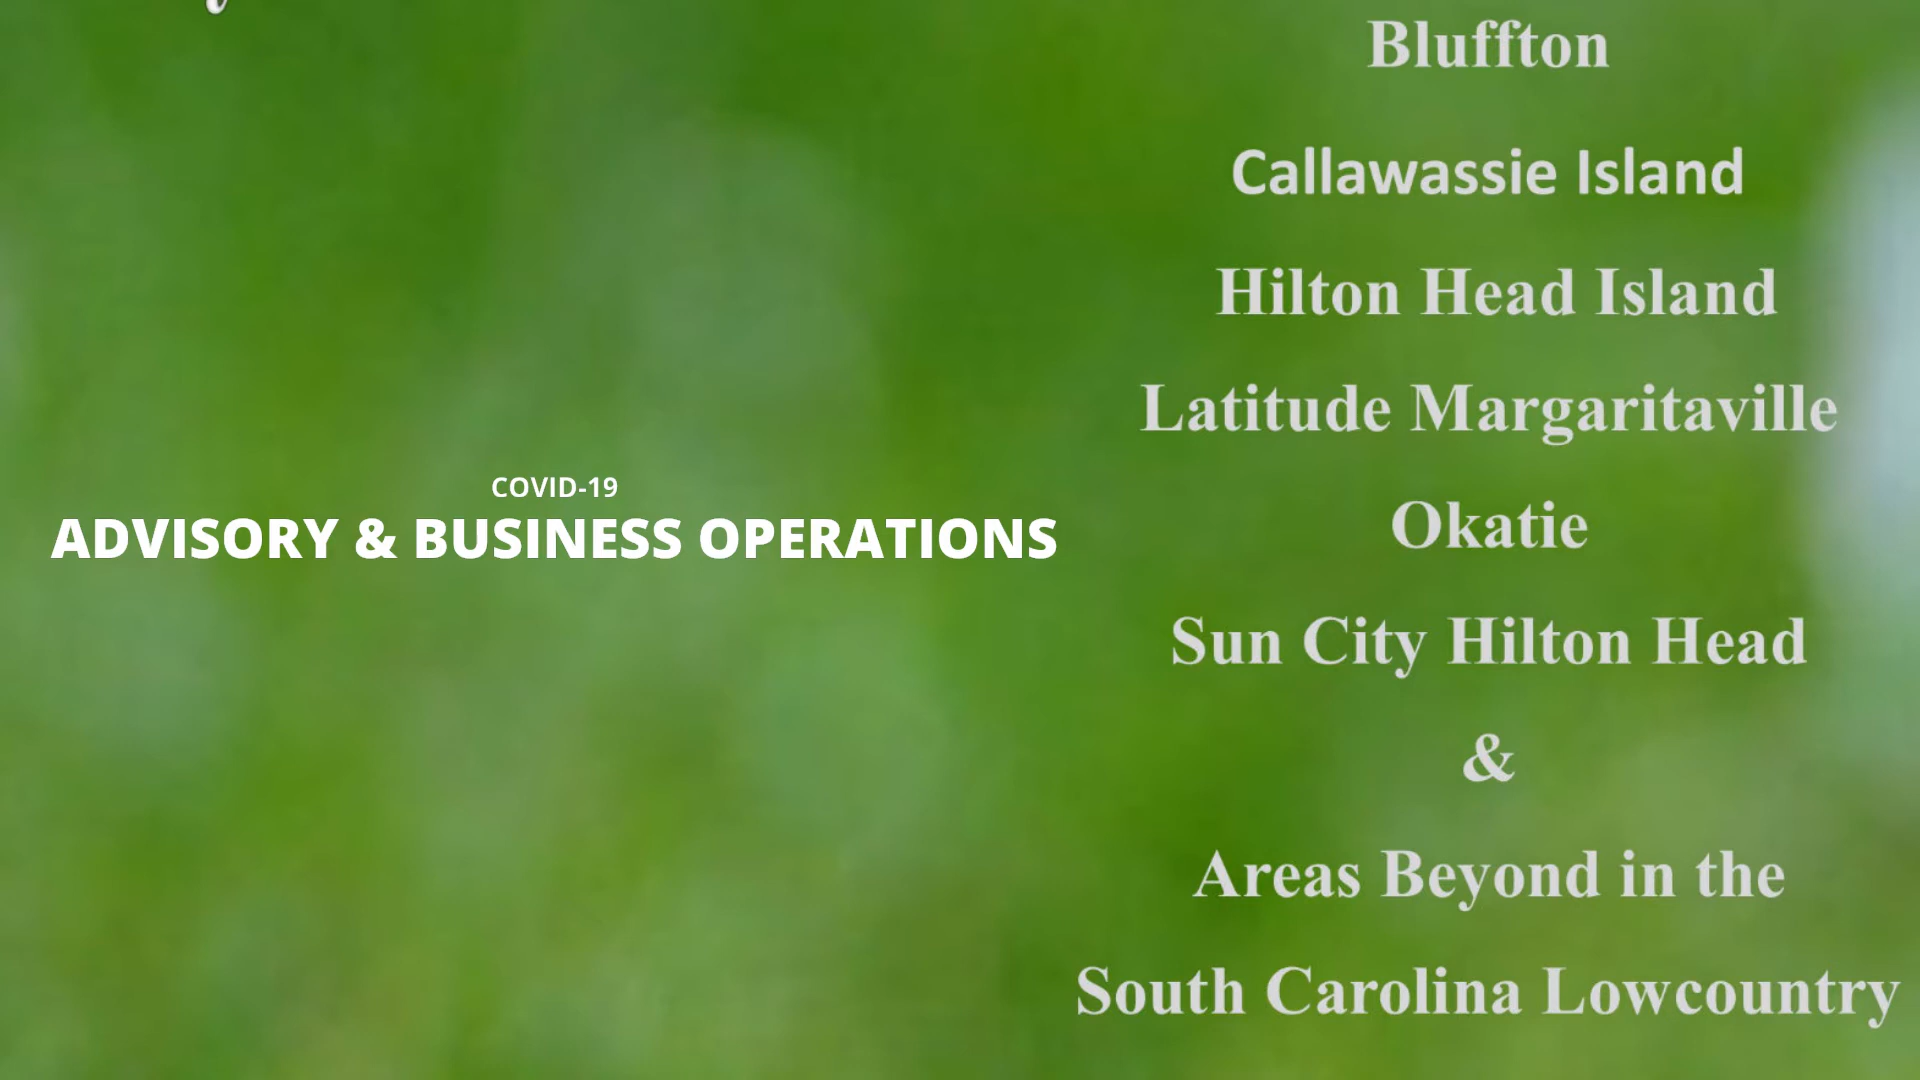 COVID-19
ADVISORY & BUSINESS OPERATIONS
Bluffton
Callawassie Island
Hilton Head Island
Latitude Margaritaville
Okatie
Sun City Hilton Head
&
Areas Beyond in the
South Carolina Lowcountry